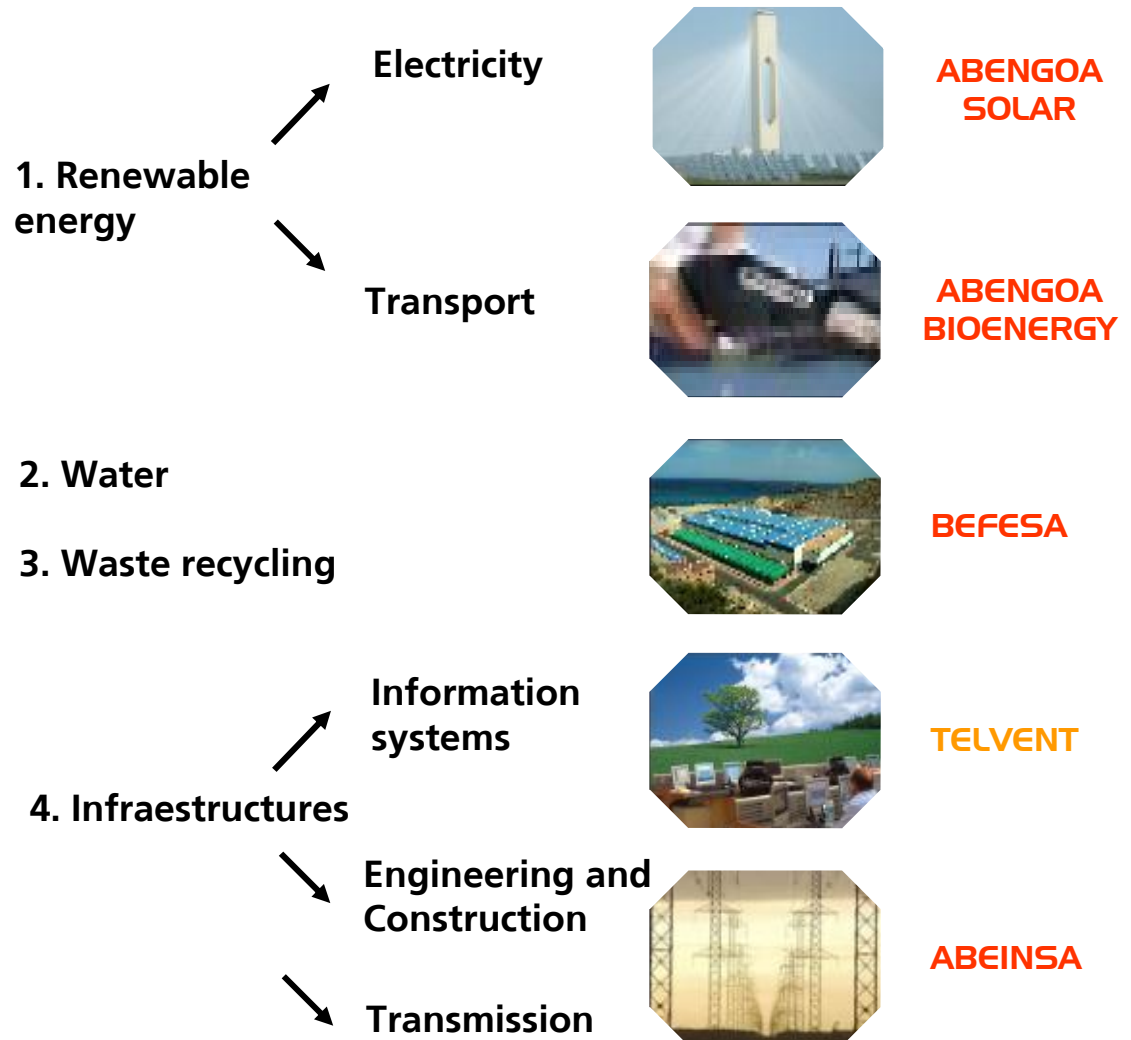 Electricity
ABENGOA
SOLAR
1. Renewable
energy
Transport
ABENGOA
BIOENERGY
2. Water
3. Waste recycling
BEFESA
Information
systems
TELVENT
4. Infraestructures
Engineering and
Construction
ABEINSA
Transmission